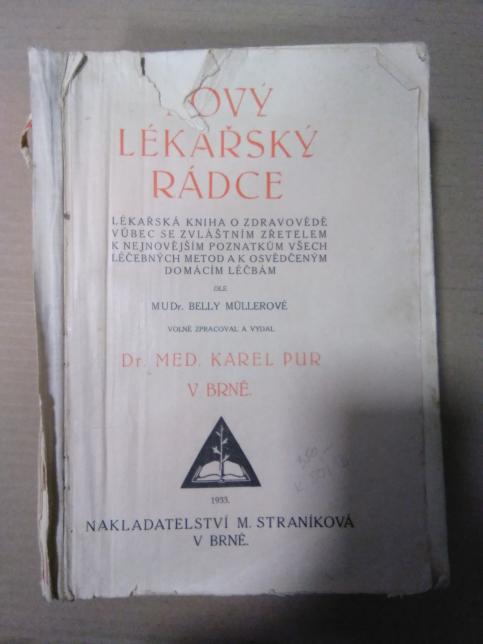 NOVÝ
LÉKAŘSKÝ
RÁDCE
LÉKAŘSKÁ KNIHA O ZDRAVOVĚDĚ
VŮBEC SE ZVLÁŠTNÍM ZŘETELEM
K NEJNOVĚJŠÍM POZNATKŮM VŠECH
LÉČEBNÝCH METOD A K OSVĚDČENÝM
DOMÁCÍM LÉČBÁM
DLE
MUDr. BELLY MÜLLEROVÉ
VOLNĚ ZPRACOVAL A VYDAL
Dr. MED. KAREL PUR
V BRNĚ.
1933.
NAKLADATELSTVÍ M. STRANÍKOVÁ
V BRNĚ.